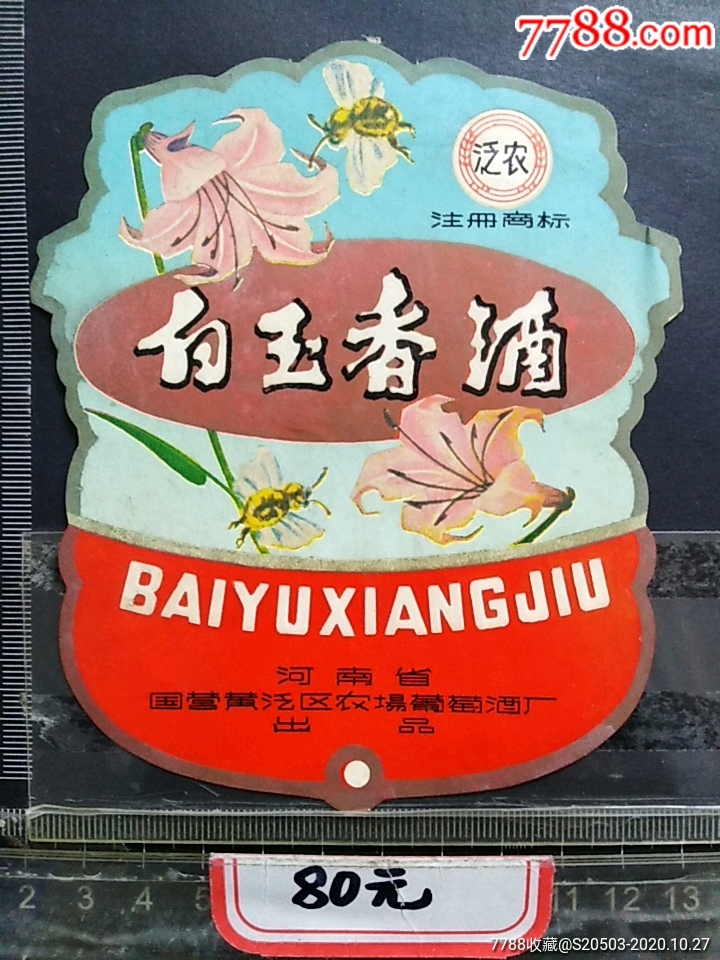 7788.com
泛农
注册商标
白玉香酒
BAIYUXIANGJIU
河南省
国营黄泛区农場葡萄酒厂
出品
80元
2 3 4 5 11 12 13
7788收藏@S20503-2020.10.27